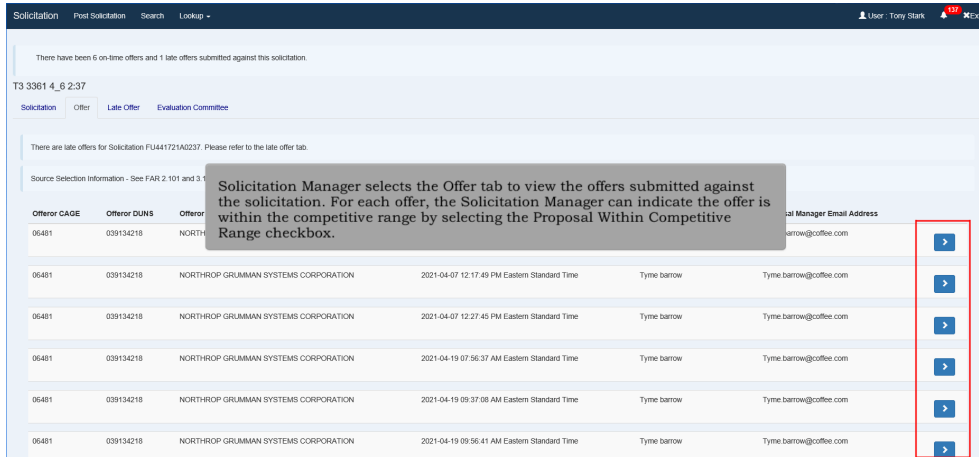 Solicitation Post Solicitation Search Lookup User : Tony Stark 137 Ex
There have been 6 on-time offers and 1 late offers submitted against this solicitation.
T3 3361 4_6 2:37
Solicitation Offer Late Offer Evaluation Committee
There are late offers for Solicitation FU441721A0237. Please refer to the late offer tab.
Source Selection Information - See FAR 2.101 and 3.1
Solicitation Manager selects the Offer tab to view the offers submitted against
the solicitation. For each offer, the Solicitation Manager can indicate the offer is
within the competitive range by selecting the Proposal Within Competitive
Range checkbox.
Offeror CAGE Offeror DUNS Offeror Manager Email Address
06481 039134218 NORTH barrow@coffee.com
06481 039134218 NORTHROP GRUMMAN SYSTEMS CORPORATION 2021-04-07 12:17:49 PM Eastern Standard Time Tyme barrow Tyme.barrow@coffee.com
06481 039134218 NORTHROP GRUMMAN SYSTEMS CORPORATION 2021-04-07 12:27:45 PM Eastern Standard Time Tyme barrow Tyme.barrow@coffee.com
06481 039134218 NORTHROP GRUMMAN SYSTEMS CORPORATION 2021-04-19 07:56:37 AM Eastern Standard Time Tyme barrow Tyme.barrow@coffee.com
06481 039134218 NORTHROP GRUMMAN SYSTEMS CORPORATION 2021-04-19 09:37:08 AM Eastern Standard Time Tyme barrow Tyme.barrow@coffee.com
06481 039134218 NORTHROP GRUMMAN SYSTEMS CORPORATION 2021-04-19 09:56:41 AM Eastern Standard Time Tyme barrow Tyme.barrow@coffee.com